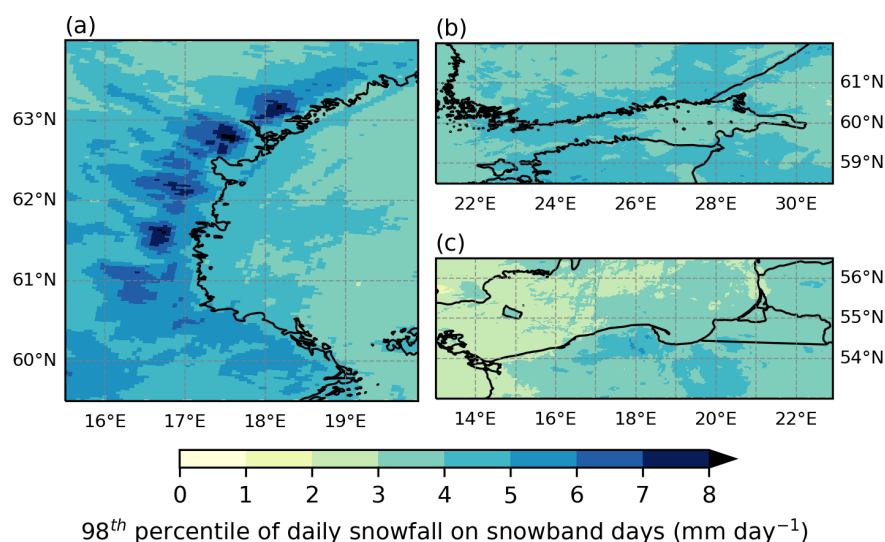 (a)
63°N
62°N
61°N
60°N
16°E 17°E 18°E 19°E
(b)
61°N
60°N
59°N
22°E 24°E 26°E 28°E 30°E
(c)
56°N
55°N
54°N
14°E 16°E 18°E 20°E 22°E
0 1 2 3 4 5 6 7 8
98th percentile of daily snowfall on snowband days (mm day⁻¹)